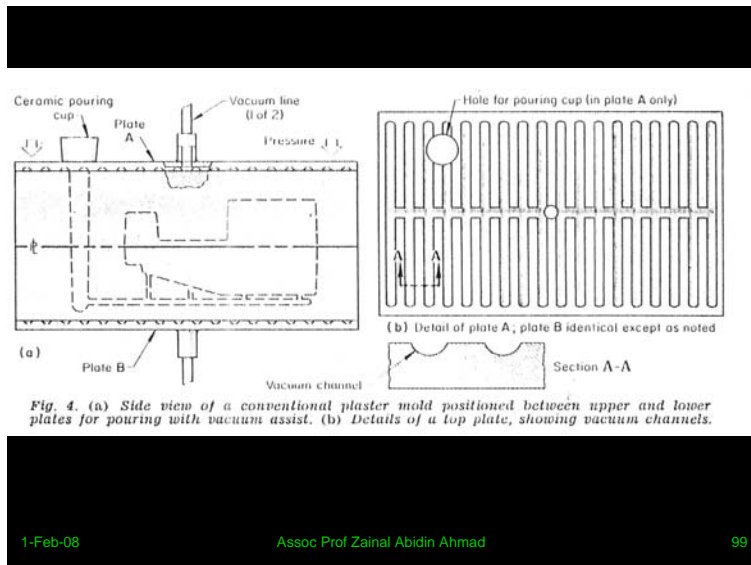 Ceramic pouring
cup
Plate
A
Vacuum line
(1 of 2)
Pressure
Hole for pouring cup (in plate A only)
PL
A A
(a)
Plate B
(b) Detail of plate A; plate B identical except as noted
Section A-A
Vacuum channel
Fig. 4. (a) Side view of a conventional plaster mold positioned between upper and lower
plates for pouring with vacuum assist. (b) Details of a top plate, showing vacuum channels.
1-Feb-08 Assoc Prof Zainal Abidin Ahmad 99